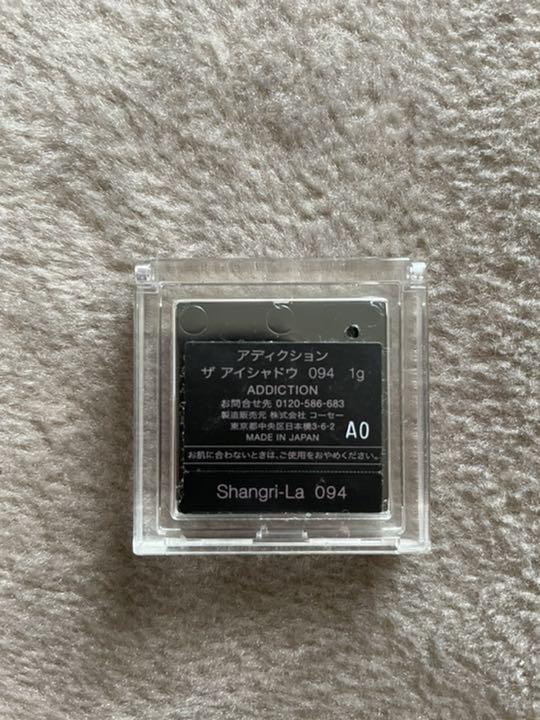 アディクション
ザ アイシャドウ 094 1g
ADDICTION
お問合せ先 0120-586-683
製造販売元 株式会社 コーセー
東京都中央区日本橋3-6-2
MADE IN JAPAN
A0
お肌に合わないときは、ご使用をおやめください。
Shangri-La 094